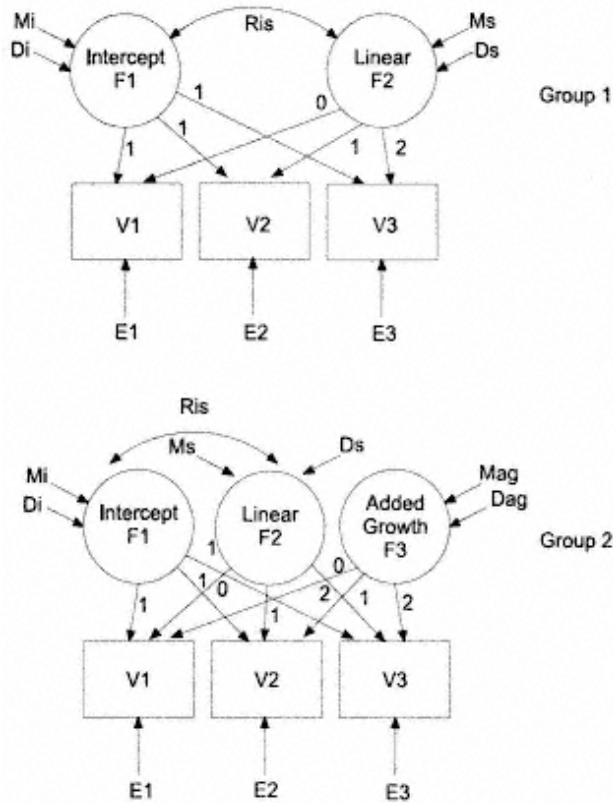 Mi
Ris
Ms
Di
Intercept
F1
Linear
F2
Ds
Group 1
1
0
1
1
1
2
V1
V2
V3
E1
E2
E3
Ris
Ms
Ds
Mi
Mag
Di
Intercept
F1
Linear
F2
Added
Growth
F3
Dag
Group 2
1
0
1
0
2
1
1
1
2
V1
V2
V3
E1
E2
E3